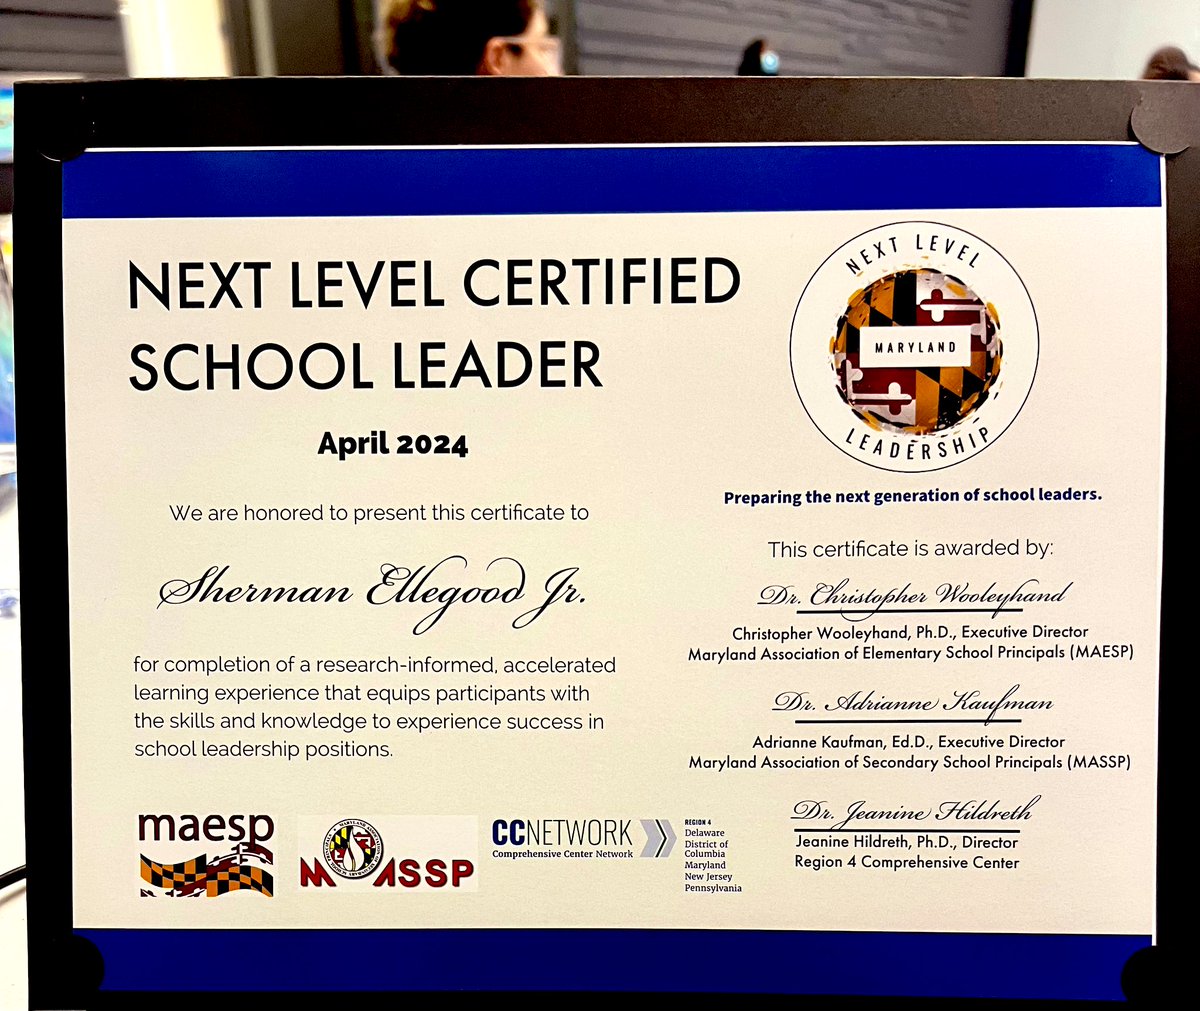 NEXT LEVEL CERTIFIED
SCHOOL LEADER
April 2024
We are honored to present this certificate to
Sherman Ellegood Jr.
for completion of a research-informed, accelerated
learning experience that equips participants with
the skills and knowledge to experience success in
school leadership positions.
maesp
MASSP
CCNETWORK
Comprehensive Center Network
REGION 4
Delaware
District of
Columbia
Maryland
New Jersey
Pennsylvania
NEXT LEVEL
MARYLAND
LEADERSHIP
Preparing the next generation of school leaders.
This certificate is awarded by:
Dr. Christopher Wooleyhand
Christopher Wooleyhand, Ph.D., Executive Director
Maryland Association of Elementary School Principals (MAESP)
Dr. Adrianne Kaufman
Adrianne Kaufman, Ed.D., Executive Director
Maryland Association of Secondary School Principals (MASSP)
Dr. Jeanine Hildreth
Jeanine Hildreth, Ph.D., Director
Region 4 Comprehensive Center